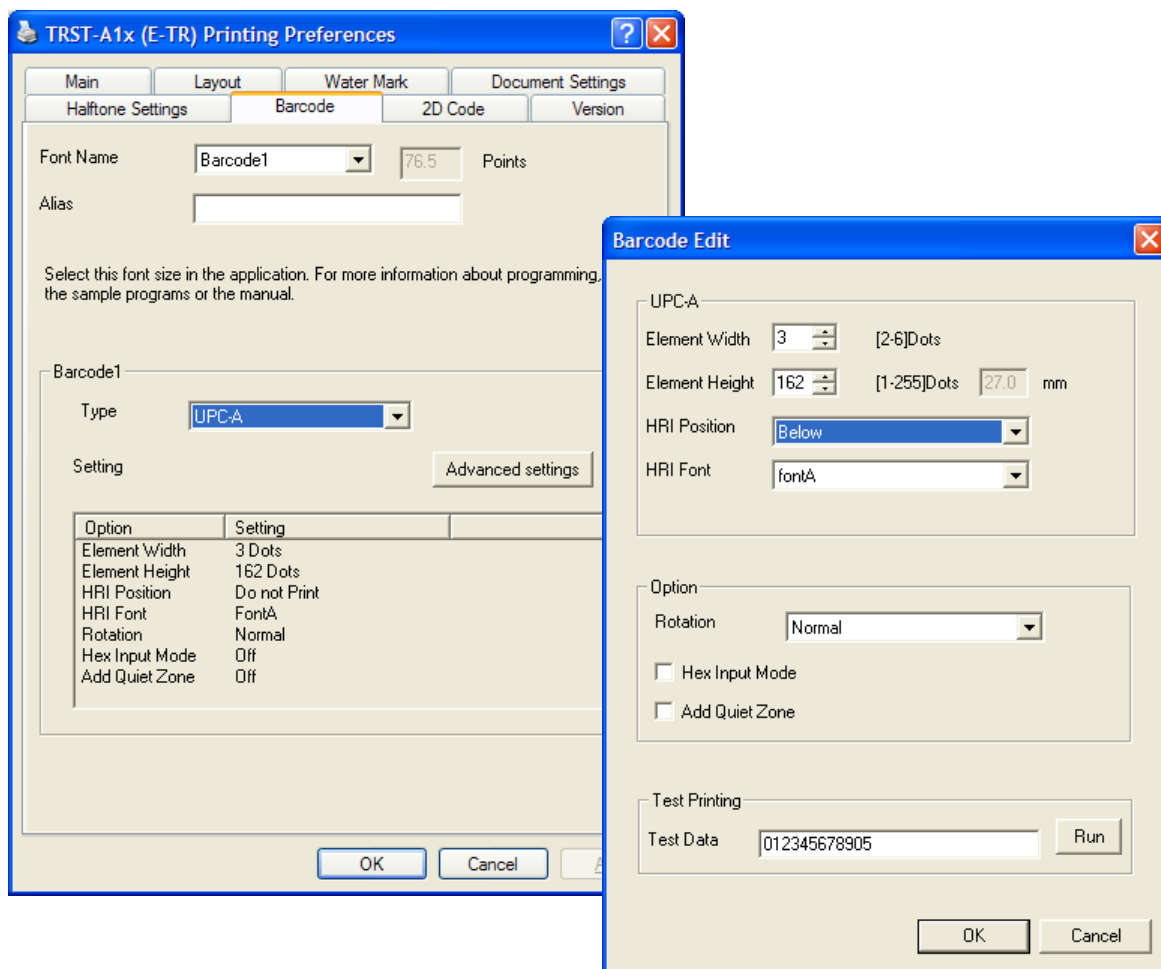 TRST-A1x (E-TR) Printing Preferences
Main Layout Water Mark Document Settings
Halftone Settings Barcode 2D Code Version
Font Name Barcode1 76.5 Points
Alias
Select this font size in the application. For more information about programming,
the sample programs or the manual.
Barcode1
Type UPC-A
Setting Advanced settings
Option Setting
Element Width 3 Dots
Element Height 162 Dots
HRI Position Do not Print
HRI Font FontA
Rotation Normal
Hex Input Mode Off
Add Quiet Zone Off
OK Cancel
Barcode Edit
UPC-A
Element Width 3 [2-6]Dots
Element Height 162 [1-255]Dots 27.0 mm
HRI Position Below
HRI Font fontA
Option
Rotation Normal
Hex Input Mode
Add Quiet Zone
Test Printing
Test Data 012345678905 Run
OK Cancel